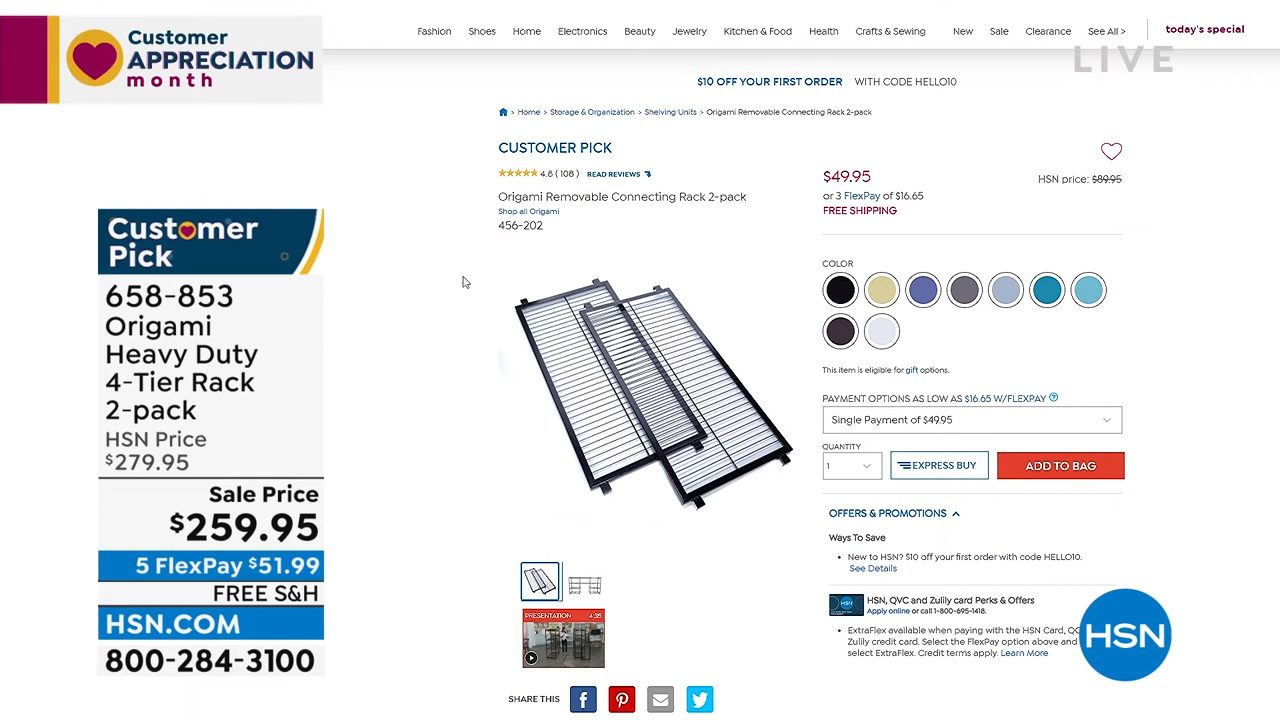 Customer
APPRECIATION
month
Fashion Shoes Home Electronics Beauty Jewelry Kitchen & Food Health Crafts & Sewing New Sale Clearance See All > today's special
LIVE
$10 OFF YOUR FIRST ORDER WITH CODE HELLO10
> Home > Storage & Organization > Shelving Units > Origami Removable Connecting Rack 2-pack
CUSTOMER PICK
4.8 ( 108 ) READ REVIEWS
Origami Removable Connecting Rack 2-pack
Shop all Origami
456-202
$49.95
HSN price: $89.95
or 3 FlexPay of $16.65
FREE SHIPPING
COLOR
This item is eligible for gift options.
PAYMENT OPTIONS AS LOW AS $16.65 W/FLEXPAY ?
Single Payment of $49.95
QUANTITY
1
EXPRESS BUY
ADD TO BAG
OFFERS & PROMOTIONS
Ways To Save
• New to HSN? $10 off your first order with code HELLO10.
See Details
HSN
HSN, QVC and Zulily card Perks & Offers
Apply online or call 1-800-695-1418.
• ExtraFlex available when paying with the HSN Card, QC
Zulily credit card. Select the FlexPay option above and
select ExtraFlex. Credit terms apply. Learn More
PRESENTATION 4:35
SHARE THIS
Customer
Pick
658-853
Origami
Heavy Duty
4-Tier Rack
2-pack
HSN Price
$279.95
Sale Price
$259.95
5 FlexPay $51.99
FREE S&H
HSN.COM
800-284-3100
HSN